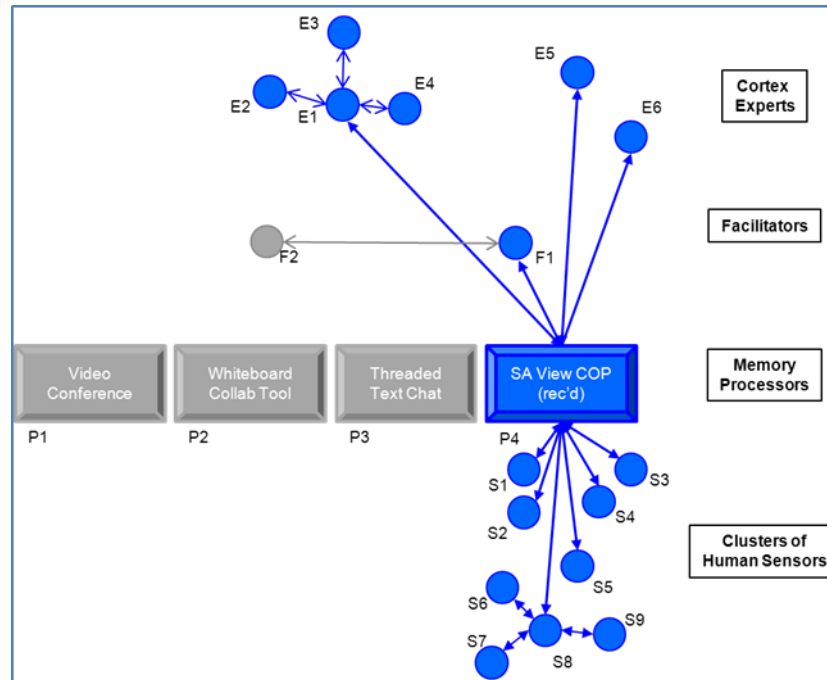 E3
E4
E2
E1
E5
E6
Cortex
Experts
F2
F1
Facilitators
Video
Conference
Whiteboard
Collab Tool
Threaded
Text Chat
SA View COP
(rec'd)
Memory
Processors
P1
P2
P3
P4
S1
S2
S3
S4
S5
S6
S7
S8
S9
Clusters of
Human Sensors